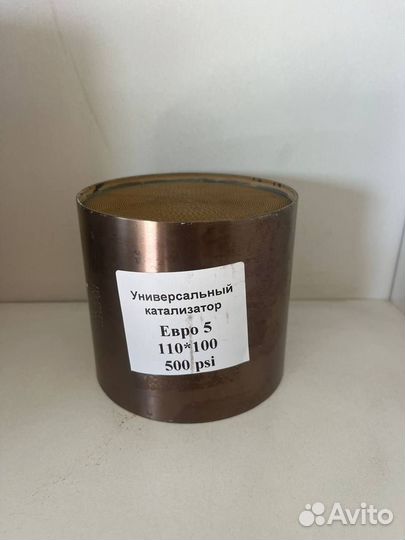 Универсальный
катализатор
Евро 5
110*100
500 psi
Avito